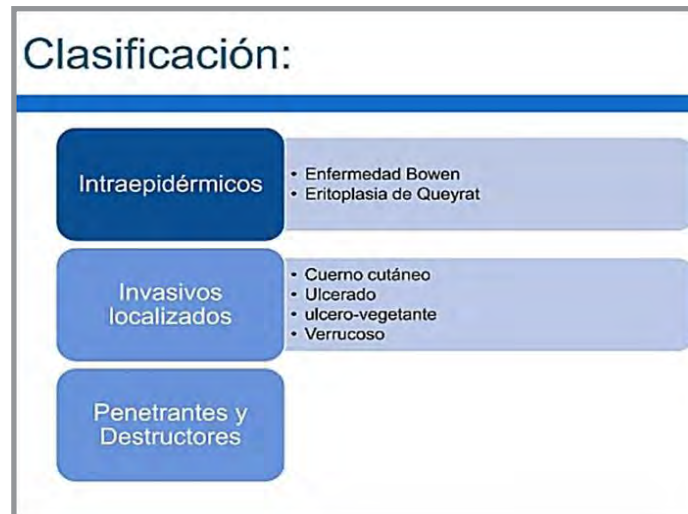 Clasificación:
Intraepidérmicos
• Enfermedad Bowen
• Eritoplasia de Queyrat
Invasivos
localizados
• Cuerno cutáneo
• Ulcerado
• ulcero-vegetante
• Verrucoso
Penetrantes y
Destructores